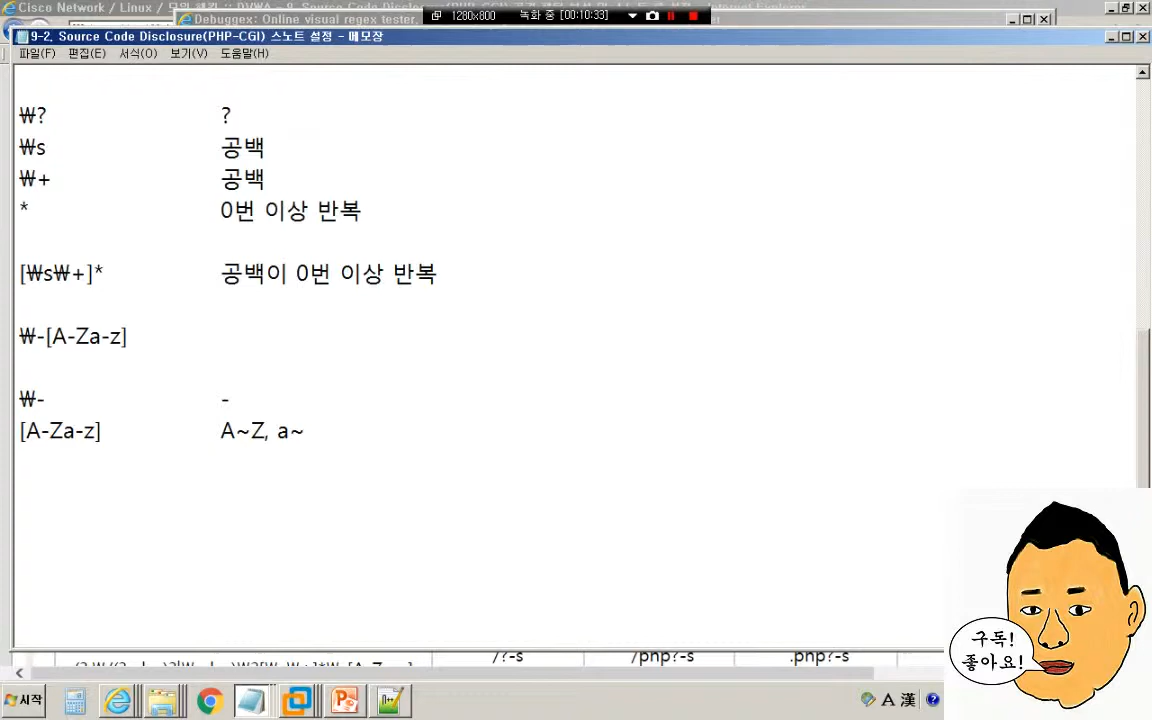 Cisco Network / Linux /
Debuggex: Online visual regex tester.
1280x800 녹화 중 [00:10:33]
9-2. Source Code Disclosure(PHP-CGI) 스노트 설정 - 메모장
파일(F) 편집(E) 서식(O) 보기(V) 도움말(H)
₩? ?
₩s 공백
₩+ 공백
* 0번 이상 반복
[₩s₩+]* 공백이 0번 이상 반복
₩-[A-Za-z]
₩- -
[A-Za-z] A~Z, a~
구독!
좋아요!
/?-s /pnp?-s .pnp?-s
시작 A 漢